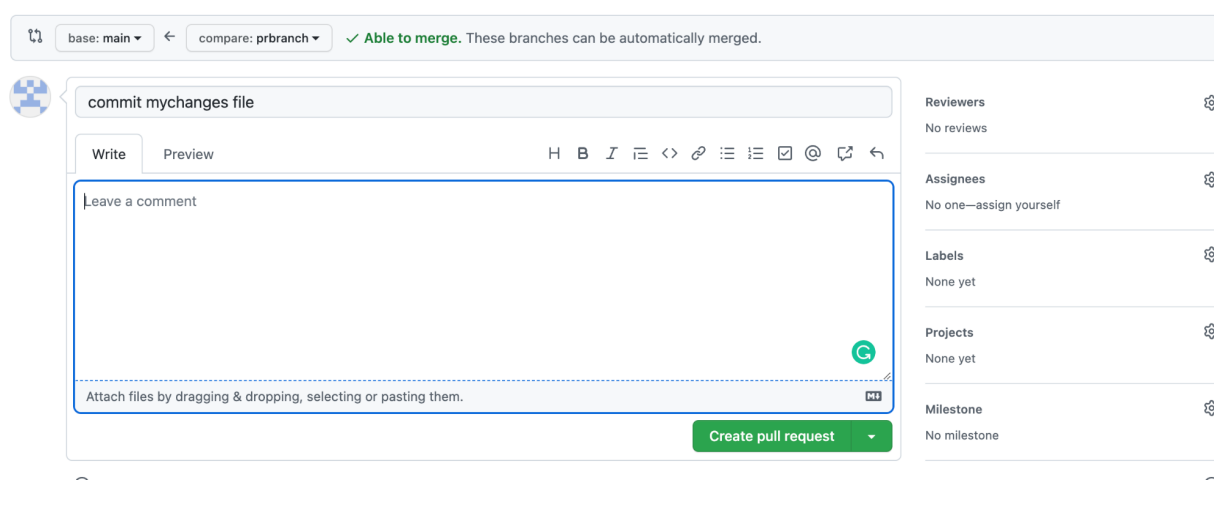 base: main compare: prbranch Able to merge. These branches can be automatically merged.
commit mychanges file
Write Preview H B I @
Leave a comment
Attach files by dragging & dropping, selecting or pasting them.
Create pull request
Reviewers
No reviews
Assignees
No one—assign yourself
Labels
None yet
Projects
None yet
Milestone
No milestone